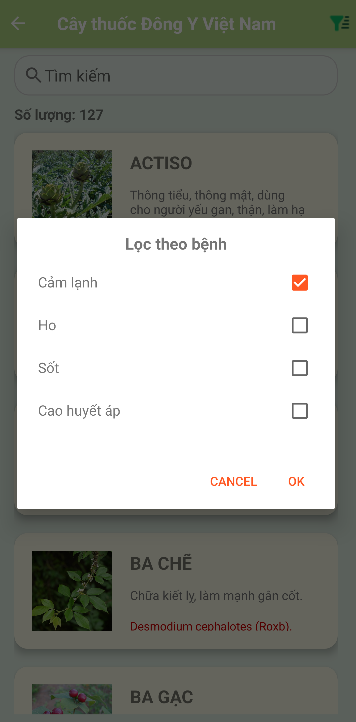 Cây thuốc Đông Y Việt Nam
Tìm kiếm
Số lượng: 127
ACTISO
Thông tiểu, thông mật, dùng
cho người yếu gan, thận, làm hạ
Lọc theo bệnh
Cảm lạnh
Ho
Sốt
Cao huyết áp
CANCEL
OK
BA CHẼ
Chữa kiết lỵ, làm mạnh gân cốt.
Desmodium cephalotes (Roxb).
BA GẠC